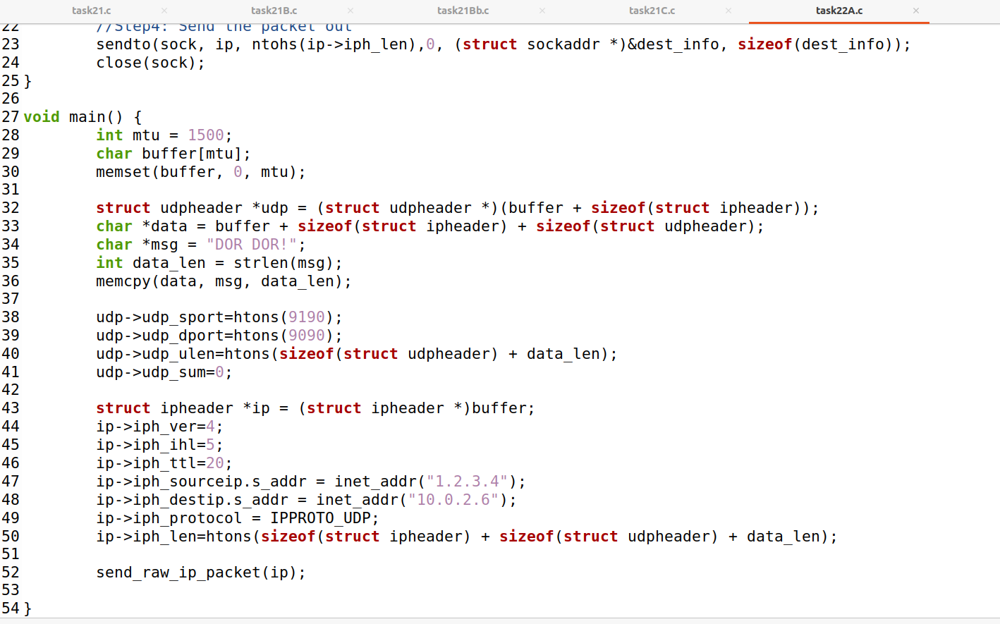 task21.c × task21B.c × task21Bb.c × task21C.c × task22A.c ×
22 //Step4: Send the packet out
23 sendto(sock, ip, ntohs(ip->iph_len),0, (struct sockaddr *)&dest_info, sizeof(dest_info));
24 close(sock);
25 }
26
27 void main() {
28 int mtu = 1500;
29 char buffer[mtu];
30 memset(buffer, 0, mtu);
31
32 struct udpheader *udp = (struct udpheader *)(buffer + sizeof(struct ipheader));
33 char *data = buffer + sizeof(struct ipheader) + sizeof(struct udpheader);
34 char *msg = "DOR DOR!";
35 int data_len = strlen(msg);
36 memcpy(data, msg, data_len);
37
38 udp->udp_sport=htons(9190);
39 udp->udp_dport=htons(9090);
40 udp->udp_ulen=htons(sizeof(struct udpheader) + data_len);
41 udp->udp_sum=0;
42
43 struct ipheader *ip = (struct ipheader *)buffer;
44 ip->iph_ver=4;
45 ip->iph_ihl=5;
46 ip->iph_ttl=20;
47 ip->iph_sourceip.s_addr = inet_addr("1.2.3.4");
48 ip->iph_destip.s_addr = inet_addr("10.0.2.6");
49 ip->iph_protocol = IPPROTO_UDP;
50 ip->iph_len=htons(sizeof(struct ipheader) + sizeof(struct udpheader) + data_len);
51
52 send_raw_ip_packet(ip);
53
54 }